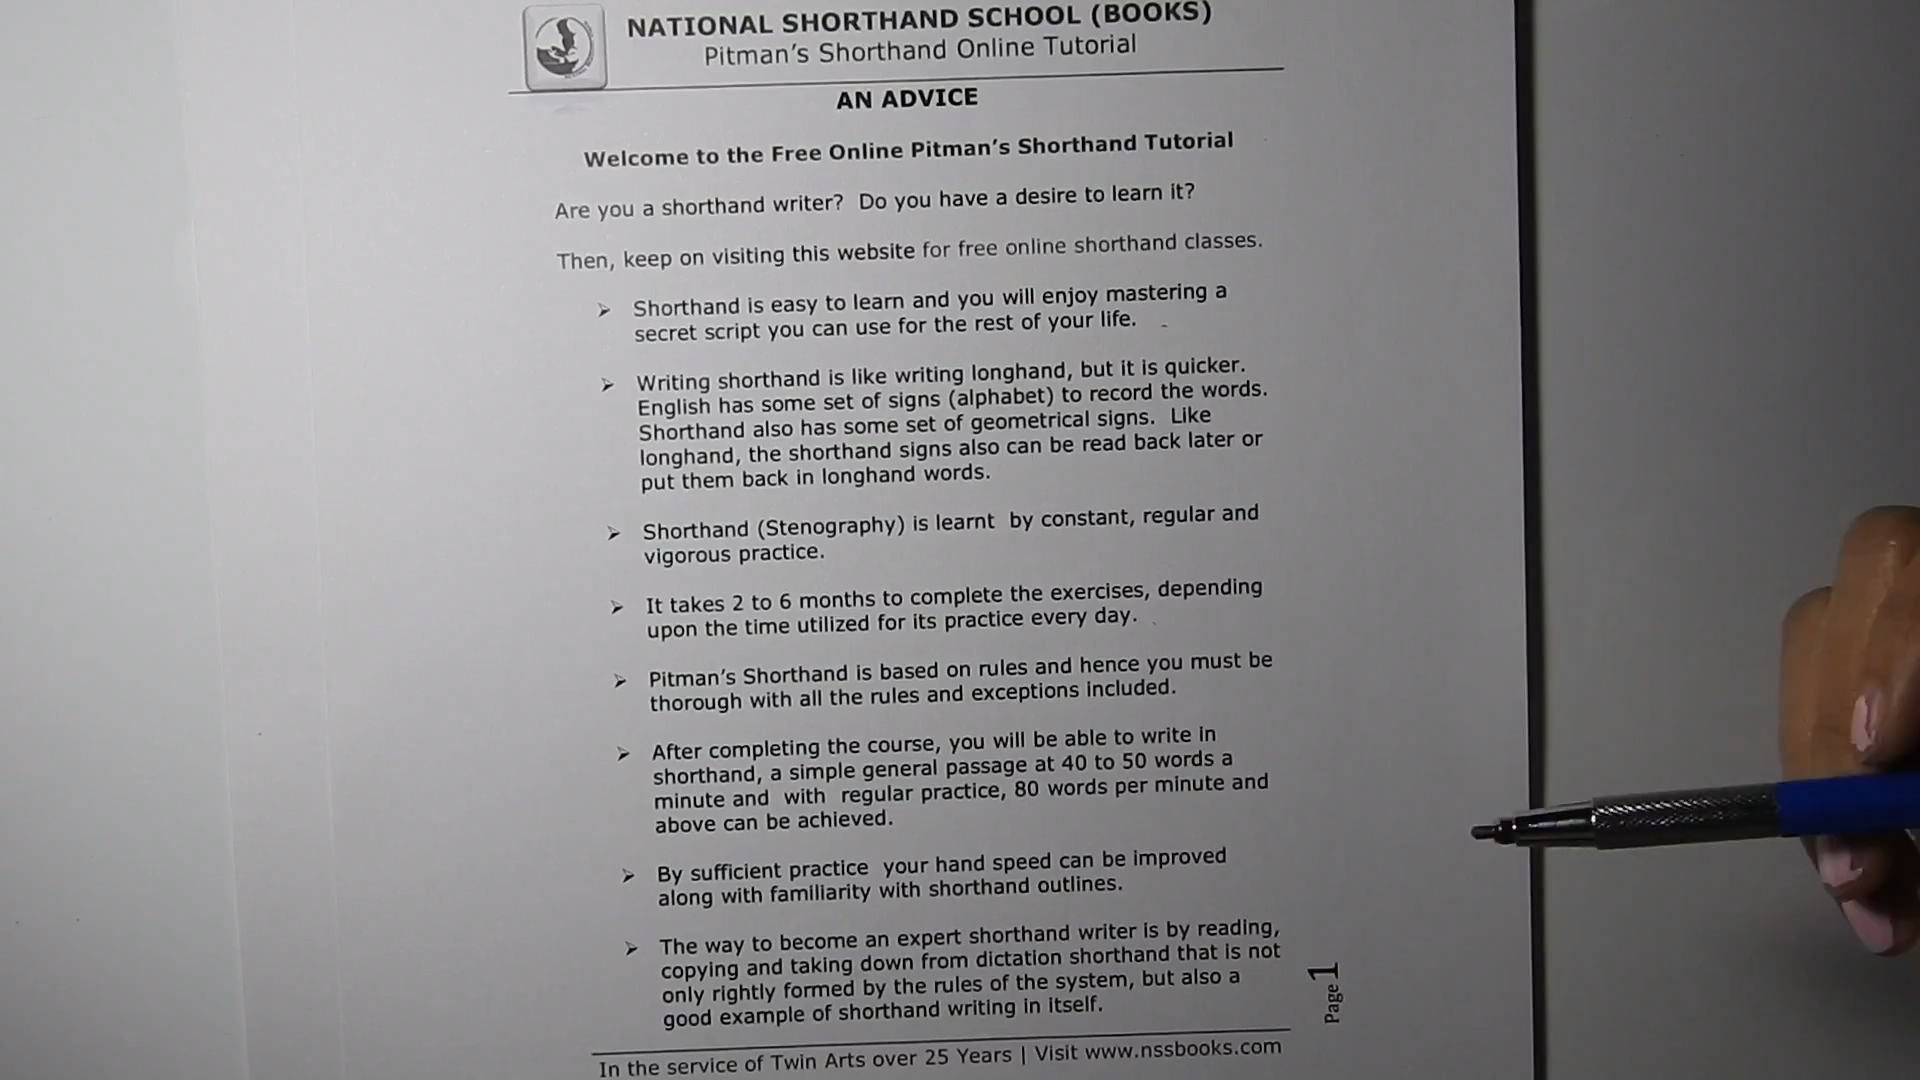 NATIONAL SHORTHAND SCHOOL (BOOKS)
Pitman's Shorthand Online Tutorial
AN ADVICE
Welcome to the Free Online Pitman's Shorthand Tutorial
Are you a shorthand writer? Do you have a desire to learn it?
Then, keep on visiting this website for free online shorthand classes.
➢ Shorthand is easy to learn and you will enjoy mastering a
secret script you can use for the rest of your life.
➢ Writing shorthand is like writing longhand, but it is quicker.
English has some set of signs (alphabet) to record the words.
Shorthand also has some set of geometrical signs. Like
longhand, the shorthand signs also can be read back later or
put them back in longhand words.
➢ Shorthand (Stenography) is learnt by constant, regular and
vigorous practice.
➢ It takes 2 to 6 months to complete the exercises, depending
upon the time utilized for its practice every day.
➢ Pitman's Shorthand is based on rules and hence you must be
thorough with all the rules and exceptions included.
➢ After completing the course, you will be able to write in
shorthand, a simple general passage at 40 to 50 words a
minute and with regular practice, 80 words per minute and
above can be achieved.
➢ By sufficient practice your hand speed can be improved
along with familiarity with shorthand outlines.
➢ The way to become an expert shorthand writer is by reading,
copying and taking down from dictation shorthand that is not
only rightly formed by the rules of the system, but also a
good example of shorthand writing in itself.
Page 1
In the service of Twin Arts over 25 Years | Visit www.nssbooks.com